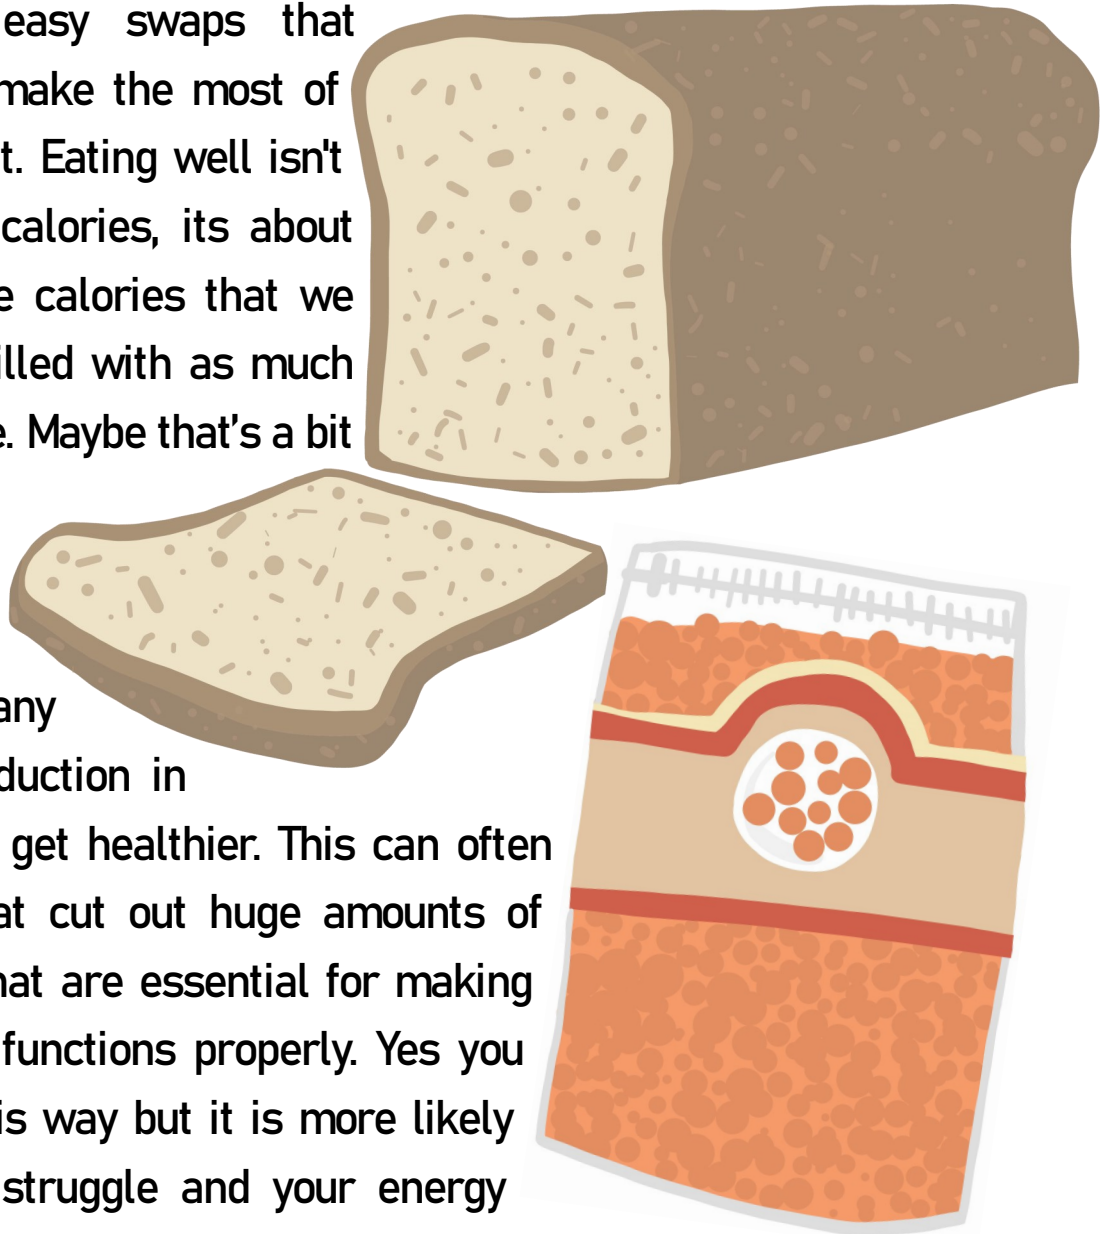 easy swaps that
make the most of
t. Eating well isn't
calories, its about
e calories that we
illed with as much
e. Maybe that's a bit
any
duction in
get healthier. This can often
at cut out huge amounts of
hat are essential for making
functions properly. Yes you
is way but it is more likely
struggle and your energy